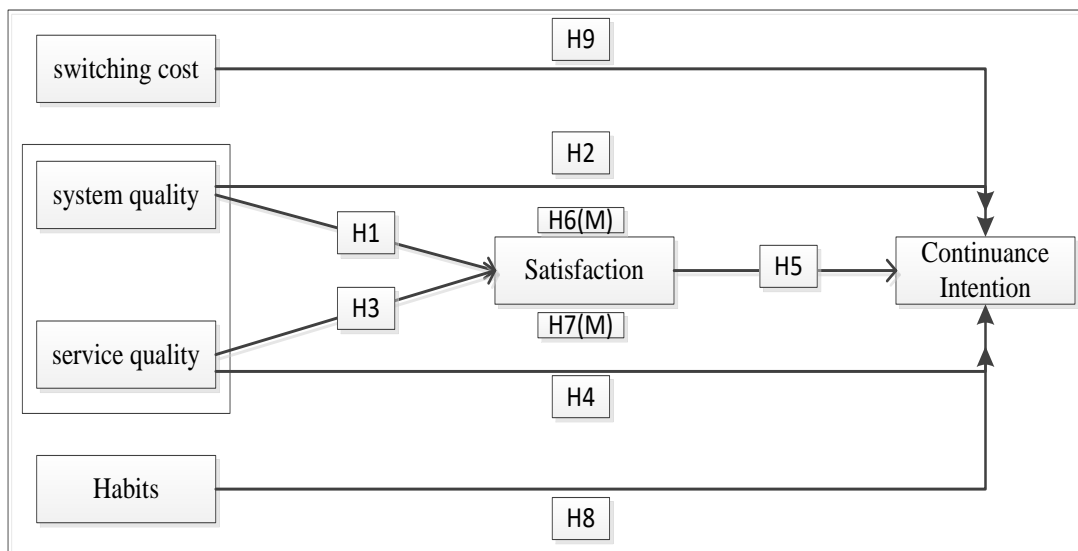 H9
switching cost
H2
system quality
H1
H6(M)
Satisfaction
H5
Continuance
Intention
H3
H7(M)
service quality
H4
Habits
H8